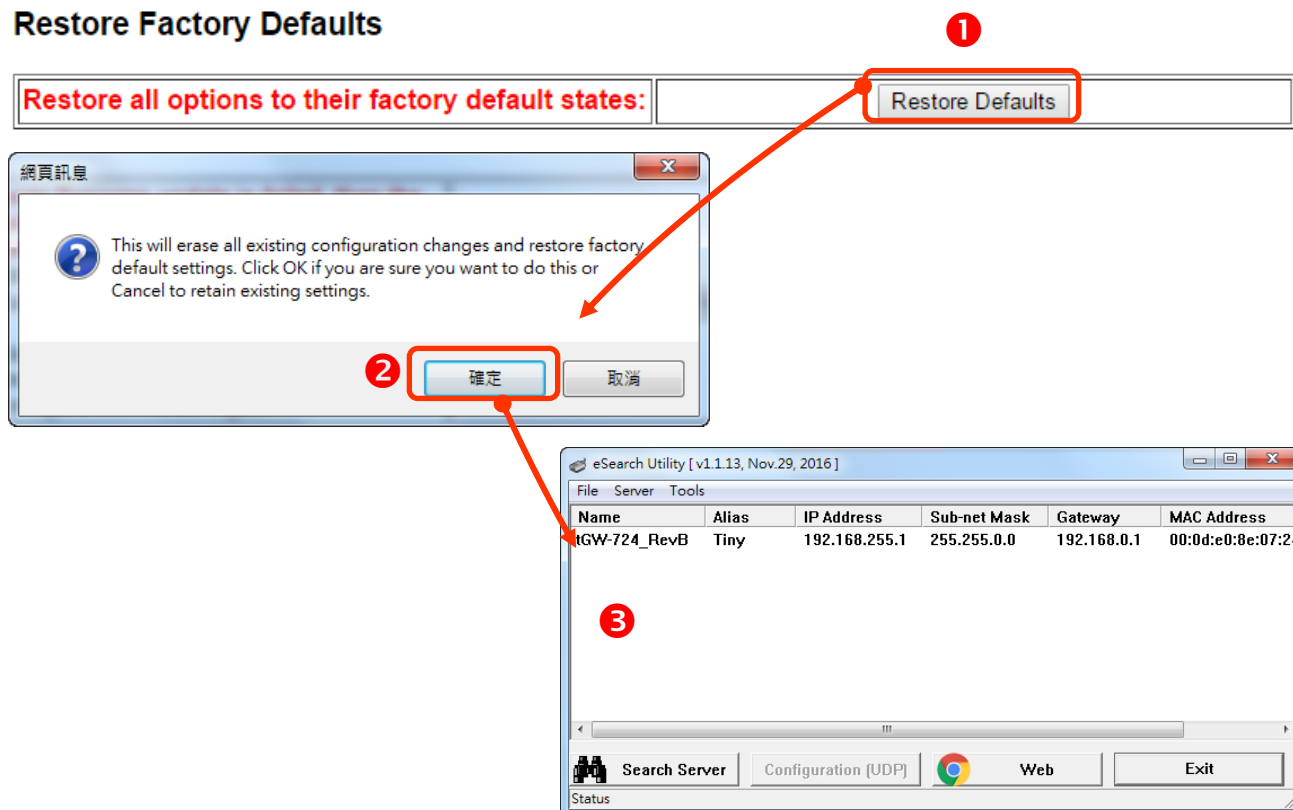 Restore Factory Defaults
❶
Restore all options to their factory default states:
Restore Defaults
網頁訊息
This will erase all existing configuration changes and restore factory
default settings. Click OK if you are sure you want to do this or
Cancel to retain existing settings.
❷
確定
取消
eSearch Utility [ v1.1.13, Nov.29, 2016 ]
File Server Tools
Name Alias IP Address Sub-net Mask Gateway MAC Address
tGW-724_RevB Tiny 192.168.255.1 255.255.0.0 192.168.0.1 00:0d:e0:8e:07:2
❸
Search Server
Configuration (UDP)
Web
Exit
Status